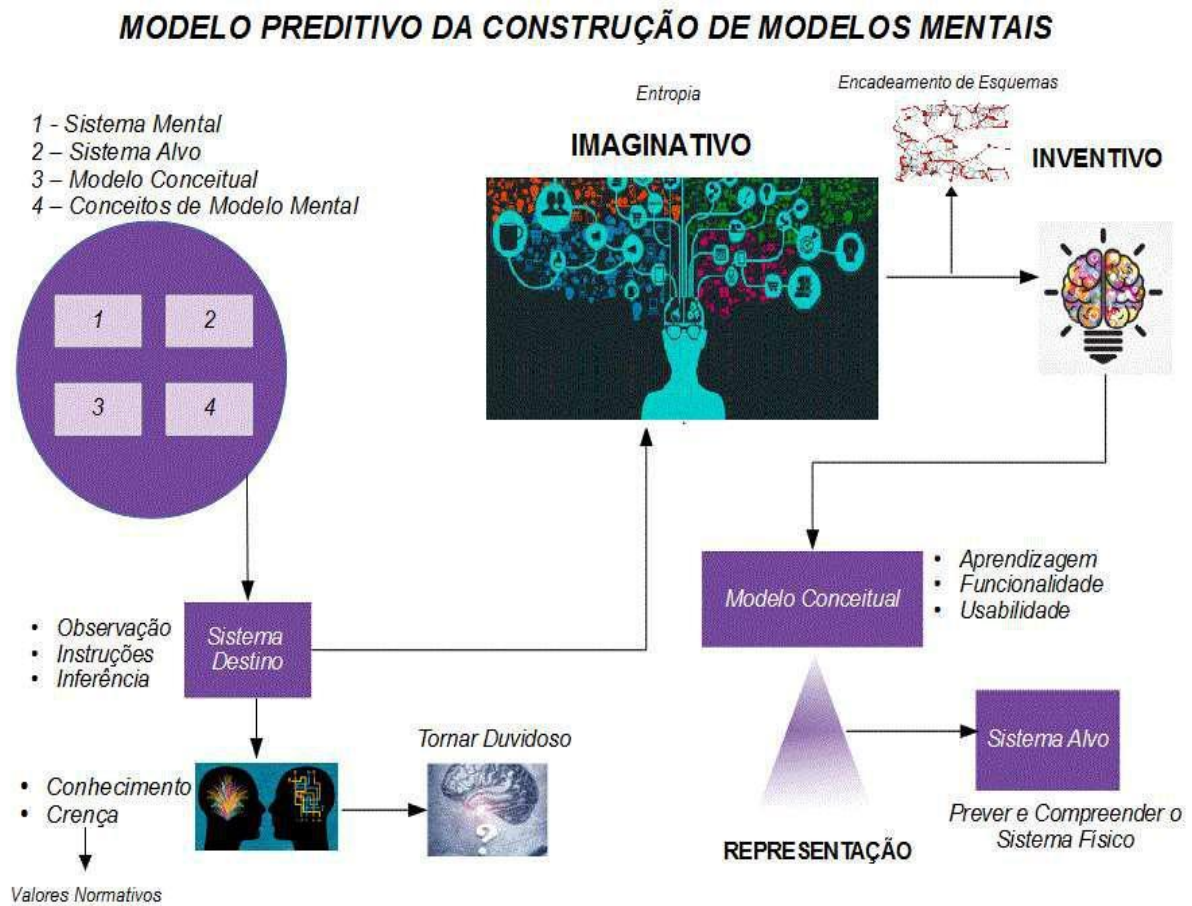 MODELO PREDITIVO DA CONSTRUÇÃO DE MODELOS MENTAIS
1 - Sistema Mental
2 – Sistema Alvo
3 – Modelo Conceitual
4 – Conceitos de Modelo Mental
1
2
3
4
Entropia
IMAGINATIVO
Encadeamento de Esquemas
INVENTIVO
• Observação
• Instruções
• Inferência
Sistema
Destino
Modelo Conceitual
• Aprendizagem
• Funcionalidade
• Usabilidade
• Conhecimento
• Crença
Valores Normativos
Tornar Duvidoso
?
REPRESENTAÇÃO
Sistema Alvo
Prever e Compreender o
Sistema Físico